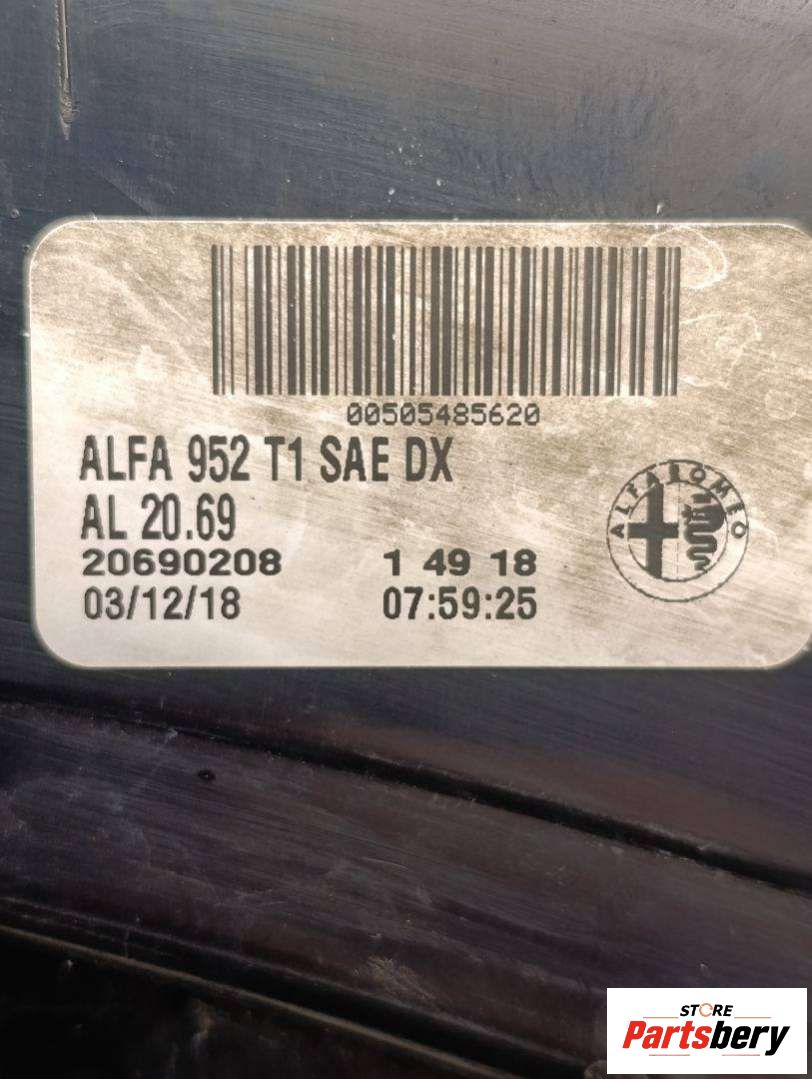 00505485620
ALFA 952 T1 SAE DX
AL 20.69
20690208 1 49 18
03/12/18 07:59:25
ALFA ROMEO
STORE
Partsbery